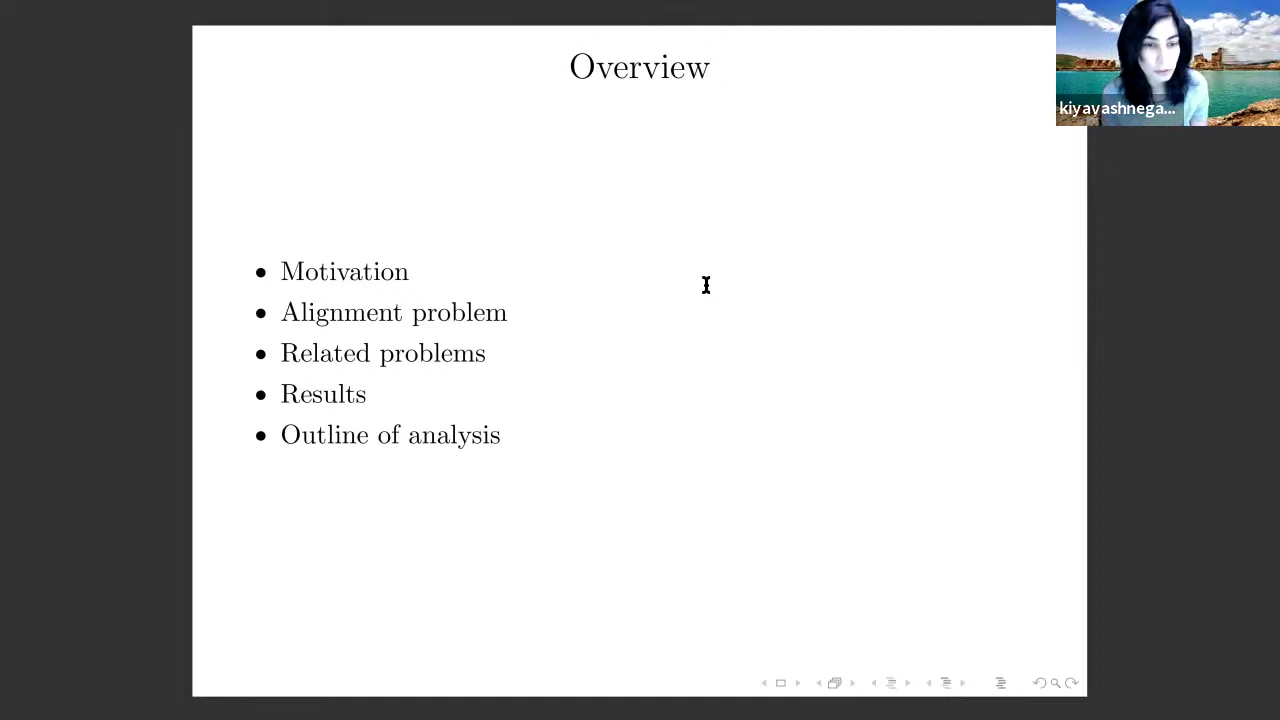 Overview
kiyavashnega...
• Motivation
• Alignment problem
• Related problems
• Results
• Outline of analysis